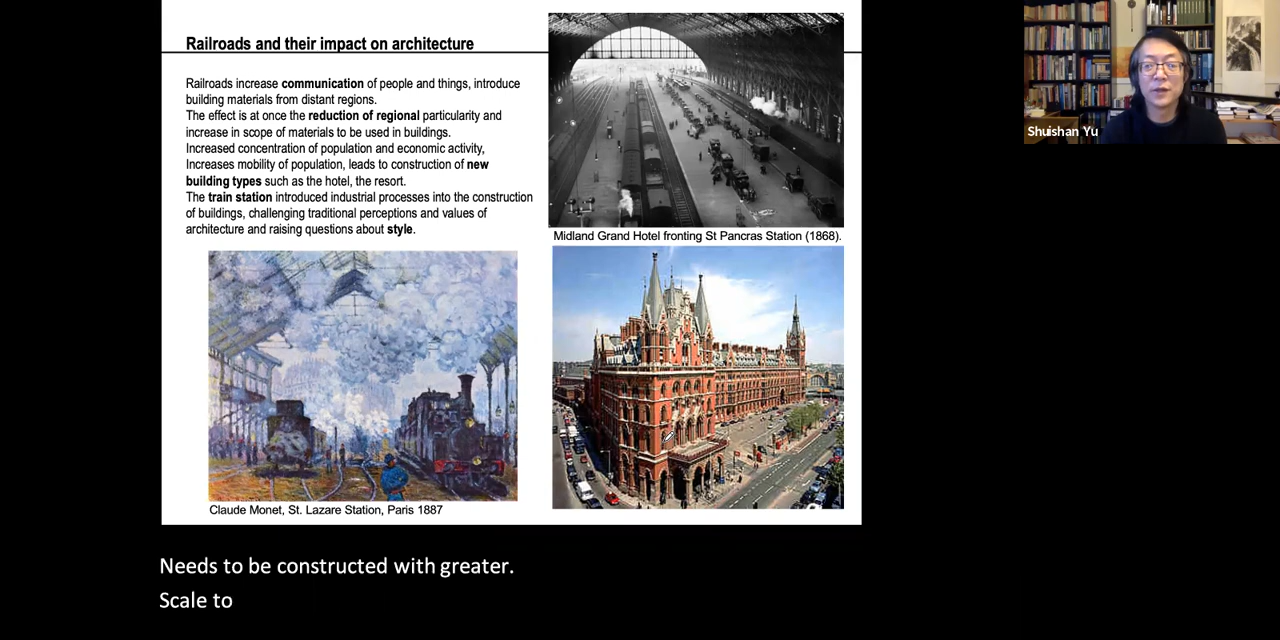 Railroads and their impact on architecture
Railroads increase communication of people and things, introduce
building materials from distant regions.
The effect is at once the reduction of regional particularity and
increase in scope of materials to be used in buildings.
Increased concentration of population and economic activity,
Increases mobility of population, leads to construction of new
building types such as the hotel, the resort.
The train station introduced industrial processes into the construction
of buildings, challenging traditional perceptions and values of
architecture and raising questions about style.
Midland Grand Hotel fronting St Pancras Station (1868).
Claude Monet, St. Lazare Station, Paris 1887
Shuishan Yu
Needs to be constructed with greater.
Scale to